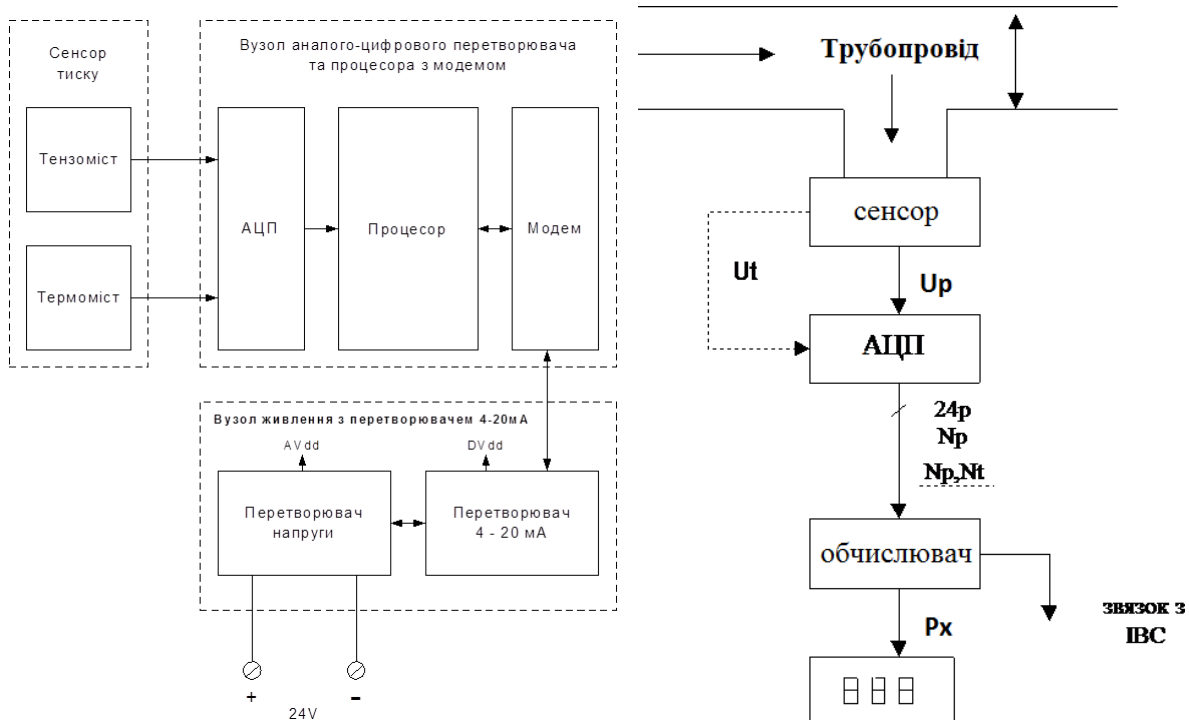 Сенсор
тиску
Тензоміст
Термоміст
Вузол аналого-цифрового перетворювача
та процесора з модемом
АЦП
Процесор
Модем
Вузол живлення з перетворювачем 4-20мА
AVdd
DVdd
Перетворювач
напруги
Перетворювач
4 - 20 мА
+
–
24V
Трубопровід
сенсор
Ut
Up
АЦП
24р
Np
Np,Nt
обчислювач
Px
звязок з
ІВС